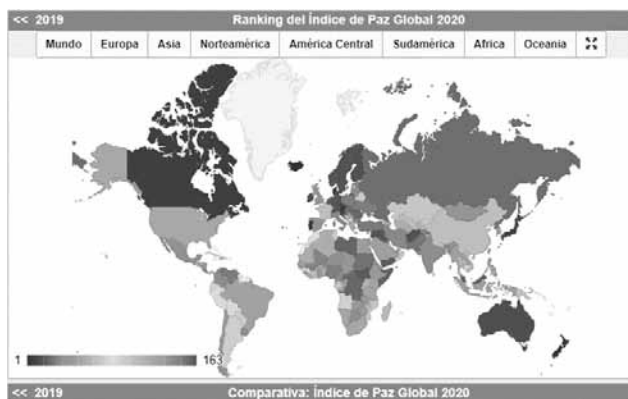 << 2019 Ranking del Índice de Paz Global 2020
Mundo Europa Asia Norteamérica América Central Sudamérica Africa Oceania
1 163
<< 2019 Comparativa: Índice de Paz Global 2020